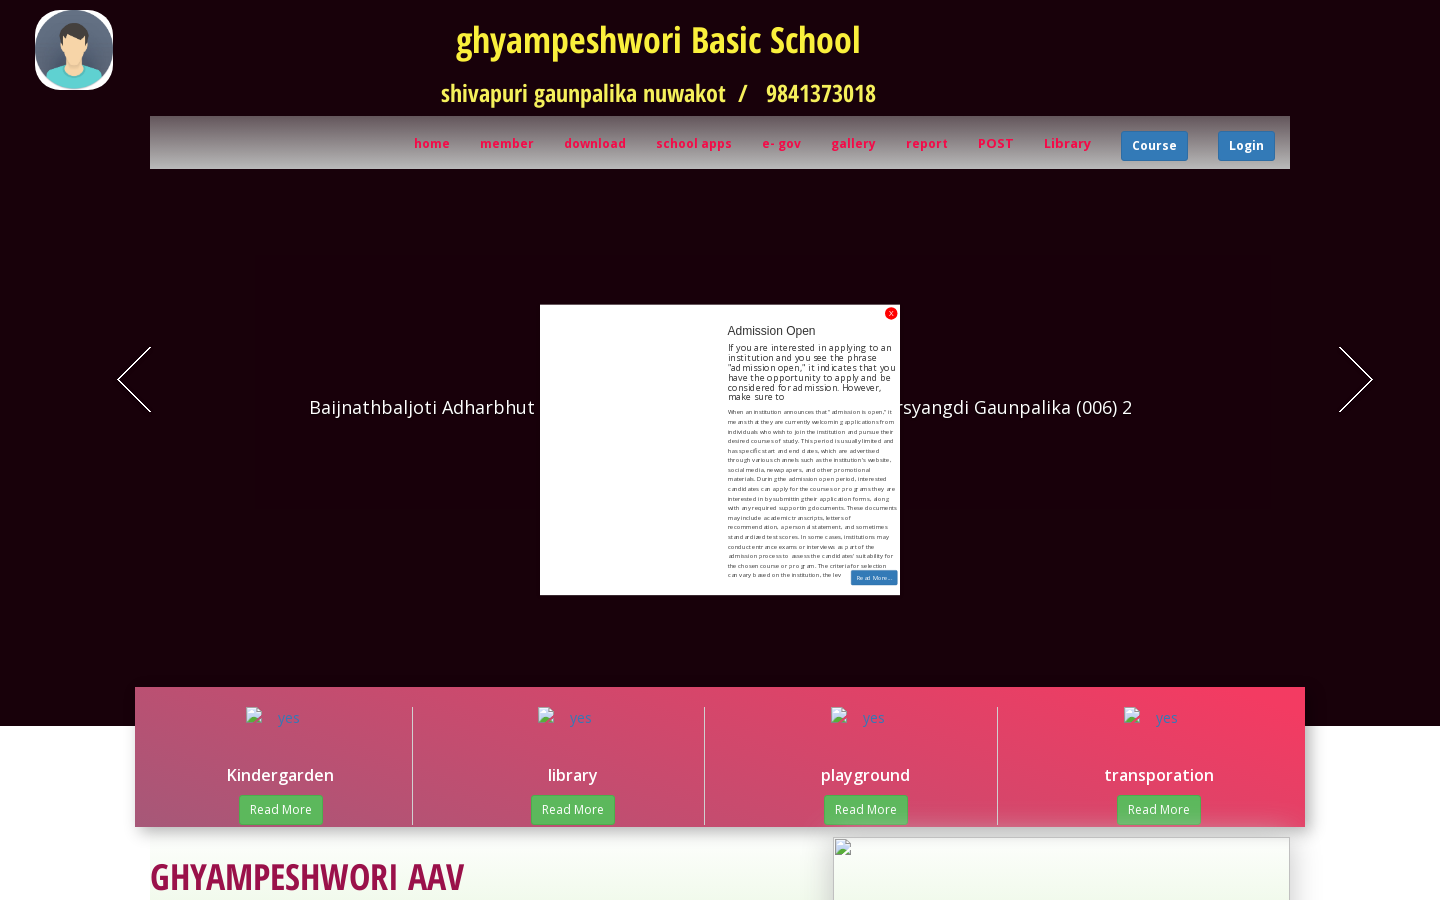 ghyampeshwori Basic School
shivapuri gaunpalika nuwakot / 9841373018
home member download school apps e- gov gallery report POST Library Course Login
X
Admission Open
If you are interested in applying to an
institution and you see the phrase
"admission open," it indicates that you
have the opportunity to apply and be
considered for admission. However,
make sure to
When an institution announces that "admission is open," it
means that they are currently welcoming applications from
individuals who wish to join the institution and pursue their
desired courses of study. This period is usually limited and
has specific start and end dates, which are advertised
through various channels such as the institution's website,
social media, newspapers, and other promotional
materials. During the admission open period, interested
candidates can apply for the courses or programs they are
interested in by submitting their application forms, along
with any required supporting documents. These documents
may include academic transcripts, letters of
recommendation, a personal statement, and sometimes
standardized test scores. In some cases, institutions may
conduct entrance exams or interviews as part of the
admission process to assess the candidates' suitability for
the chosen course or program. The criteria for selection
can vary based on the institution, the lev
Read More...
Baijnathbaljoti Adharbhut rsyangdi Gaunpalika (006) 2
yes yes yes yes
Kindergarden library playground transporation
Read More Read More Read More Read More
GHYAMPESHWORI AAV